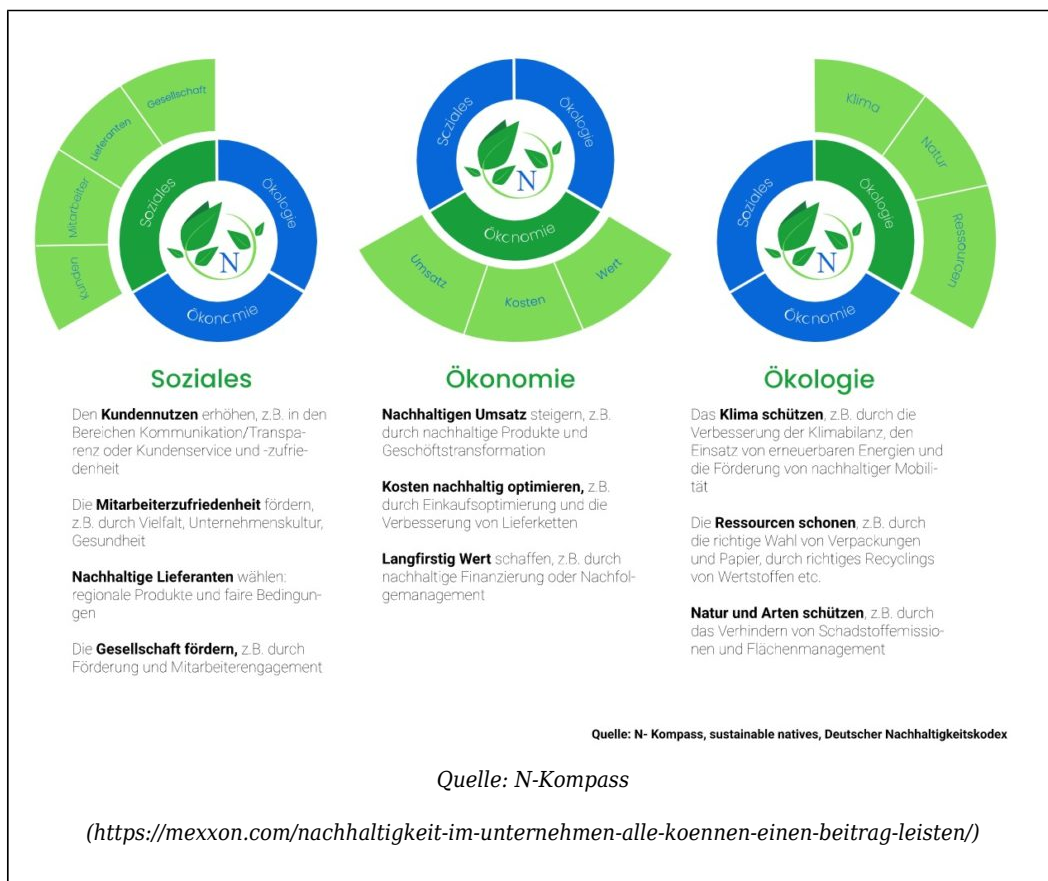 Gesellschaft
Lieferanten
Mitarbeiter
Kunden
Soziales
Ökologie
Ökonomie
N
Soziales
Ökologie
Ökonomie
N
Umsatz
Kosten
Wert
Klima
Natur
Ressourcen
Soziales
Ökologie
Ökonomie
N
Soziales
Den Kundennutzen erhöhen, z.B. in den
Bereichen Kommunikation/Transpa-
renz oder Kundenservice und -zufrie-
denheit
Die Mitarbeiterzufriedenheit fördern,
z.B. durch Vielfalt, Unternehmenskultur,
Gesundheit
Nachhaltige Lieferanten wählen:
regionale Produkte und faire Bedingun-
gen
Die Gesellschaft fördern, z.B. durch
Förderung und Mitarbeiterengagement
Ökonomie
Nachhaltigen Umsatz steigern, z.B.
durch nachhaltige Produkte und
Geschäftstransformation
Kosten nachhaltig optimieren, z.B.
durch Einkaufsoptimierung und die
Verbesserung von Lieferketten
Langfirstig Wert schaffen, z.B. durch
nachhaltige Finanzierung oder Nachfol-
gemanagement
Ökologie
Das Klima schützen, z.B. durch die
Verbesserung der Klimabilanz, den
Einsatz von erneuerbaren Energien und
die Förderung von nachhaltiger Mobili-
tät
Die Ressourcen schonen, z.B. durch
die richtige Wahl von Verpackungen
und Papier, durch richtiges Recyclings
von Wertstoffen etc.
Natur und Arten schützen, z.B. durch
das Verhindern von Schadstoffemissio-
nen und Flächenmanagement
Quelle: N- Kompass, sustainable natives, Deutscher Nachhaltigkeitskodex
Quelle: N-Kompass
(https://mexxon.com/nachhaltigkeit-im-unternehmen-alle-koennen-einen-beitrag-leisten/)